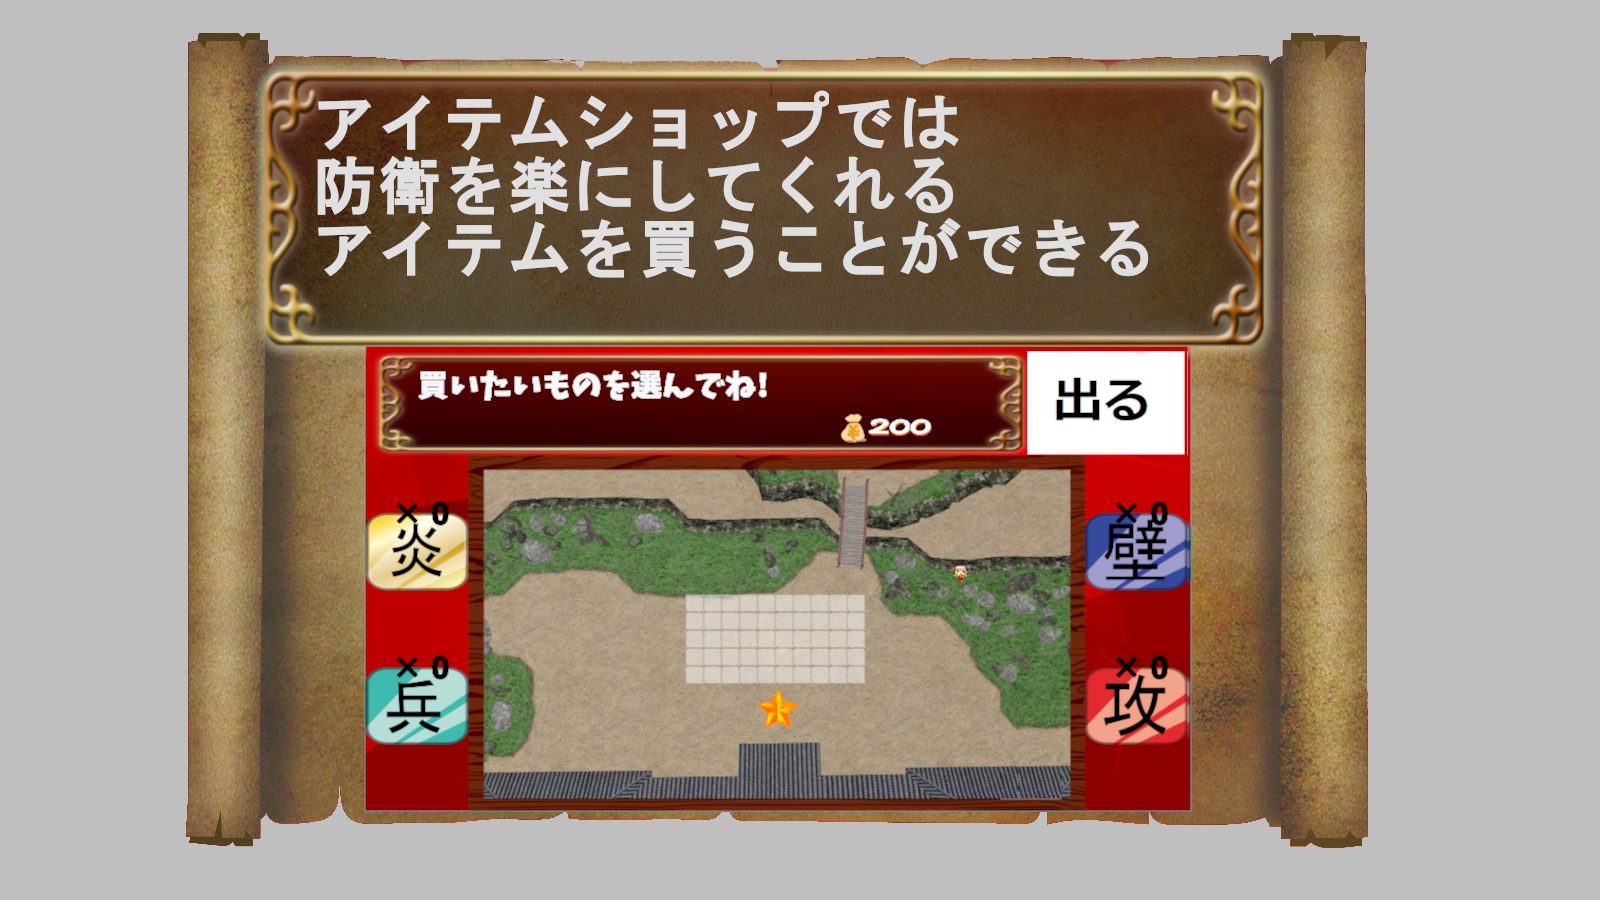 アイテムショップでは
防衛を楽にしてくれる
アイテムを買うことができる
買いたいものを選んでね!
200
出る
×0
炎
×0
壁
×0
兵
×0
攻